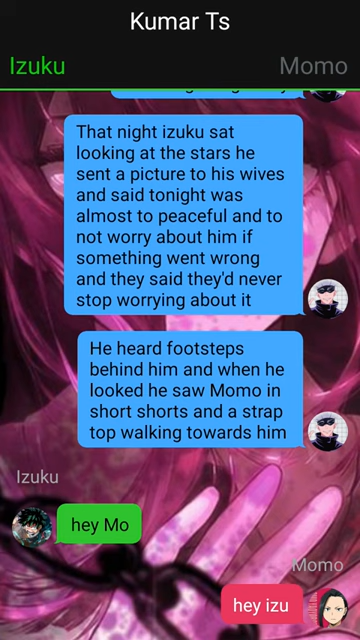 Kumar Ts
Izuku
Momo
That night izuku sat
looking at the stars he
sent a picture to his wives
and said tonight was
almost to peaceful and to
not worry about him if
something went wrong
and they said they'd never
stop worrying about it
He heard footsteps
behind him and when he
looked he saw Momo in
short shorts and a strap
top walking towards him
Izuku
hey Mo
Momo
hey izu